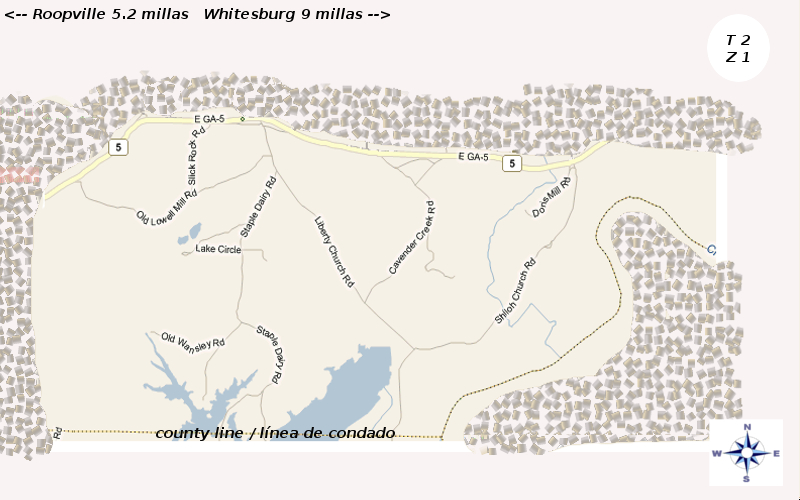 <-- Roopville 5.2 millas   Whitesburg 9 millas -->
T 2
Z 1
E GA-5
5
Slick Rock Rd
E GA-5
5
Old Lowell Mill Rd
Staple Dairy Rd
Dons Mill Rd
Liberty Church Rd
Cavender Creek Rd
Lake Circle
Shiloh Church Rd
Old Wansley Rd
Staple Dairy Rd
Rd
county line / línea de condado
N
W
E
S